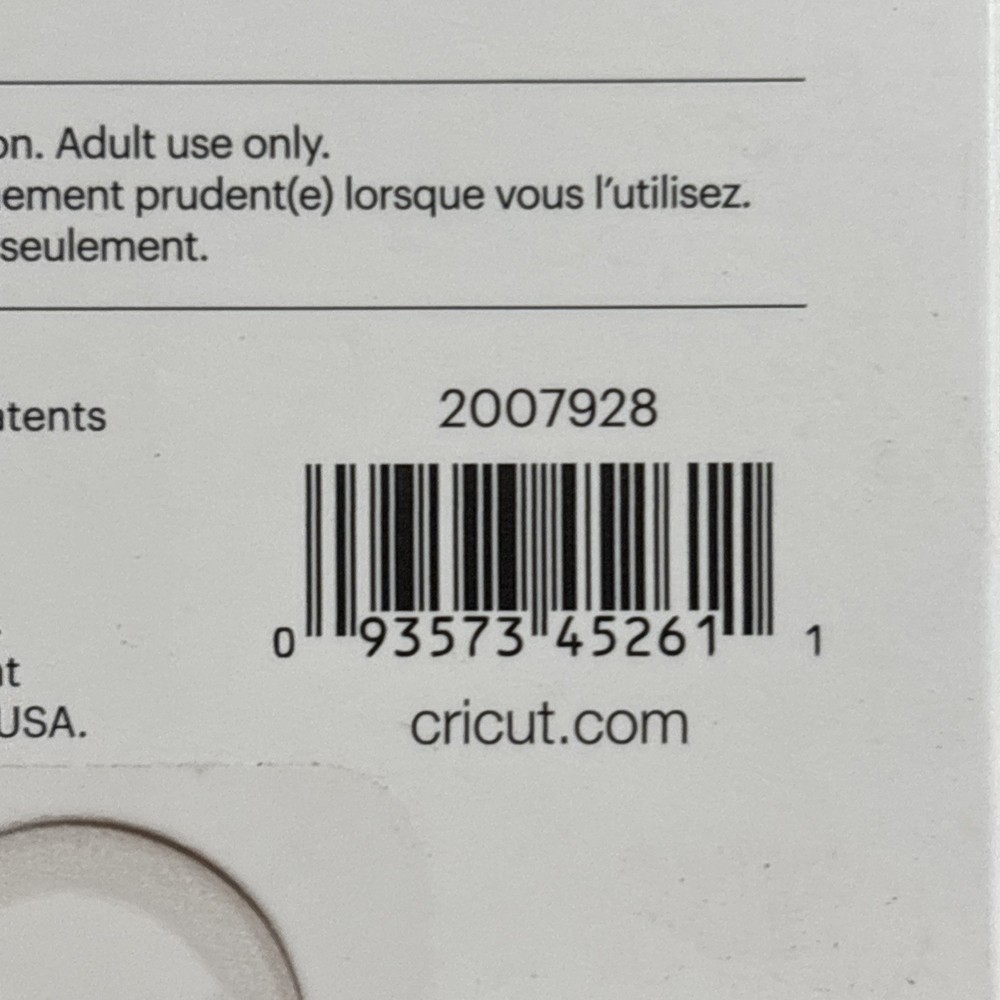 on. Adult use only.
ement prudent(e) lorsque vous l’utilisez.
seulement.
2007928
tents
0 93573 45261 1
t
USA.
cricut.com